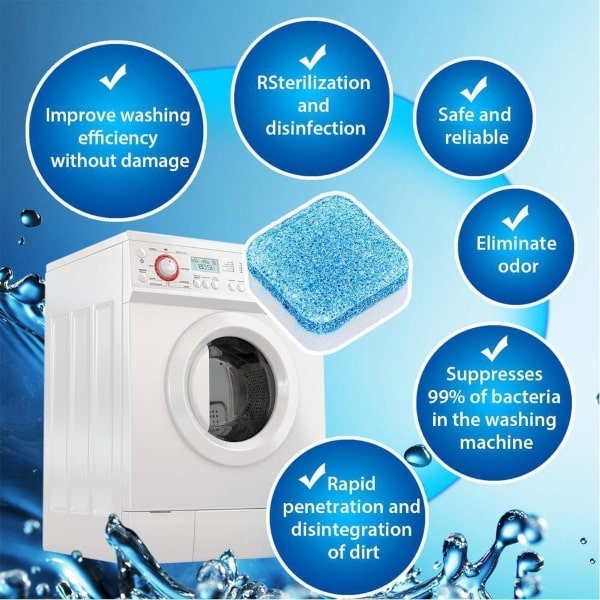 Improve washing
efficiency
without damage
RSterilization
and
disinfection
Safe and
reliable
Eliminate
odor
Suppresses
99% of bacteria
in the washing
machine
Rapid
penetration and
disintegration
of dirt